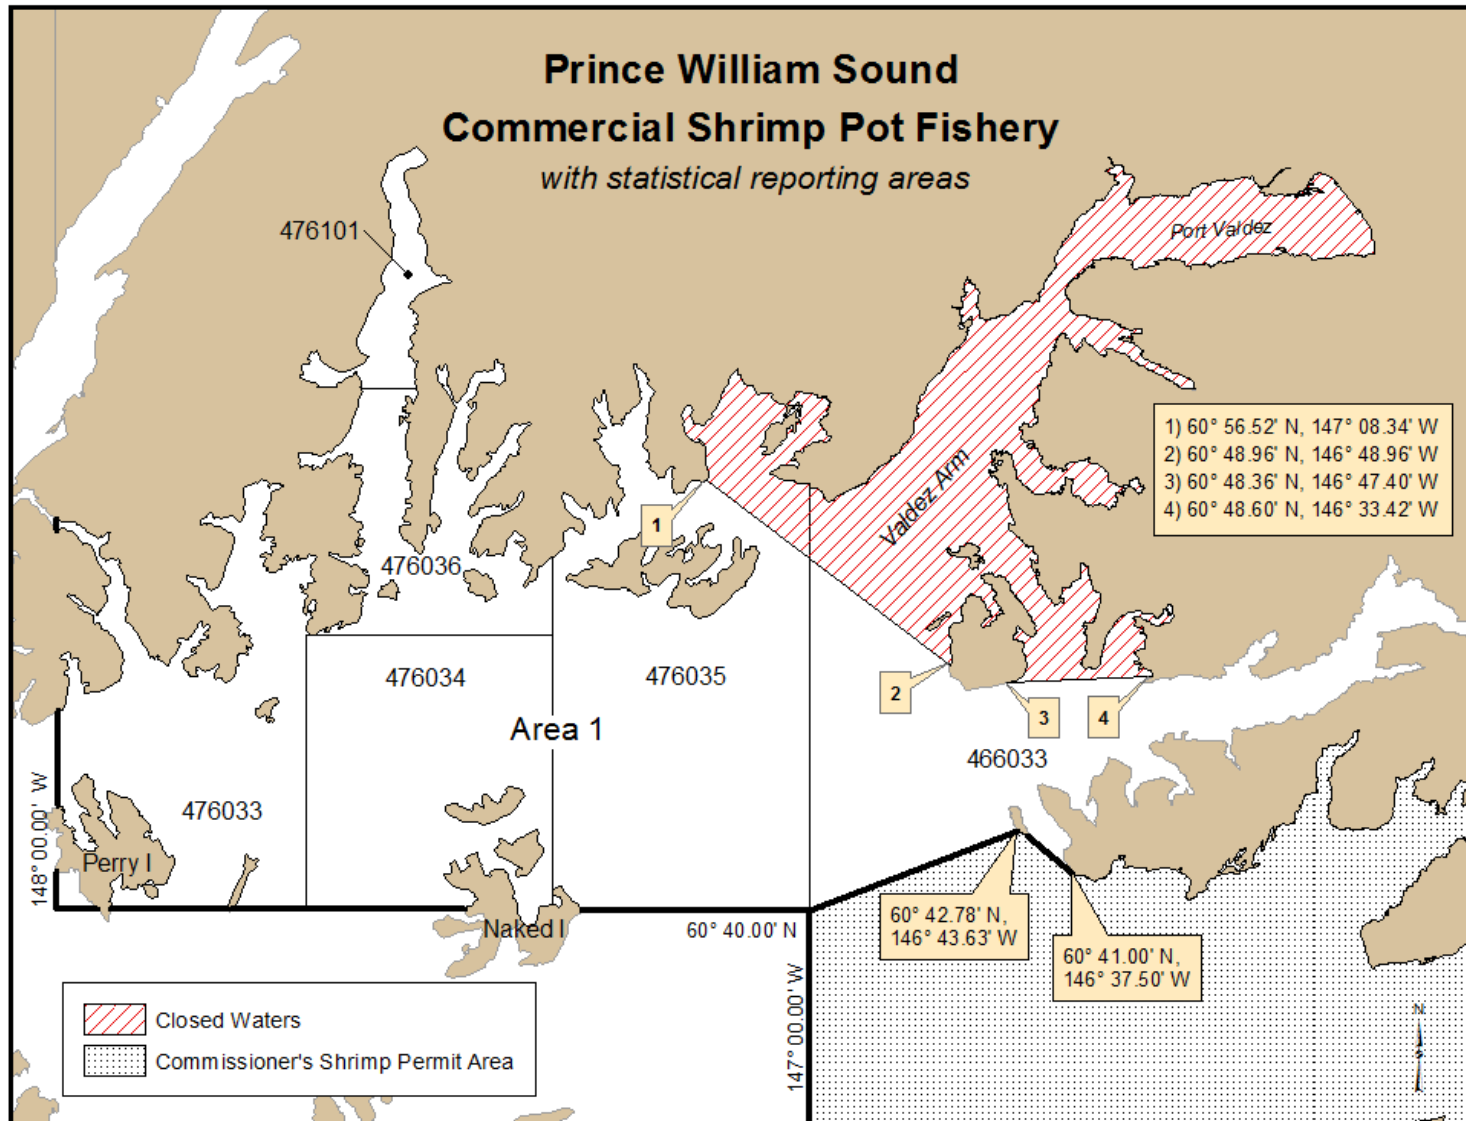 Prince William Sound
Commercial Shrimp Pot Fishery
with statistical reporting areas
476101
Port Valdez
1) 60° 56.52' N, 147° 08.34' W
2) 60° 48.96' N, 146° 48.96' W
3) 60° 48.36' N, 146° 47.40' W
4) 60° 48.60' N, 146° 33.42' W
Valdez Arm
1
476036
476034
476035
2
3
4
Area 1
466033
476033
148° 00.00' W
Perry I
Naked I
60° 40.00' N
60° 42.78' N,
146° 43.63' W
60° 41.00' N,
146° 37.50' W
147° 00.00' W
Closed Waters
Commissioner's Shrimp Permit Area
N
S